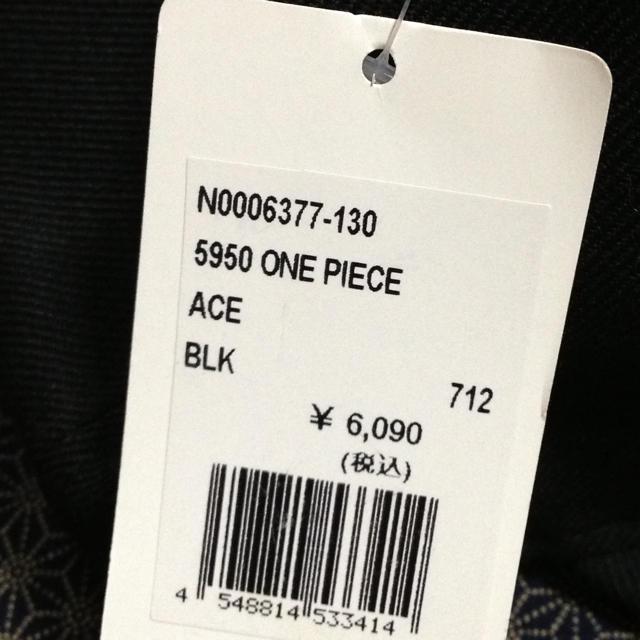 N0006377-130
5950 ONE PIECE
ACE
BLK
712
¥ 6,090
(税込)
4 548814 533414